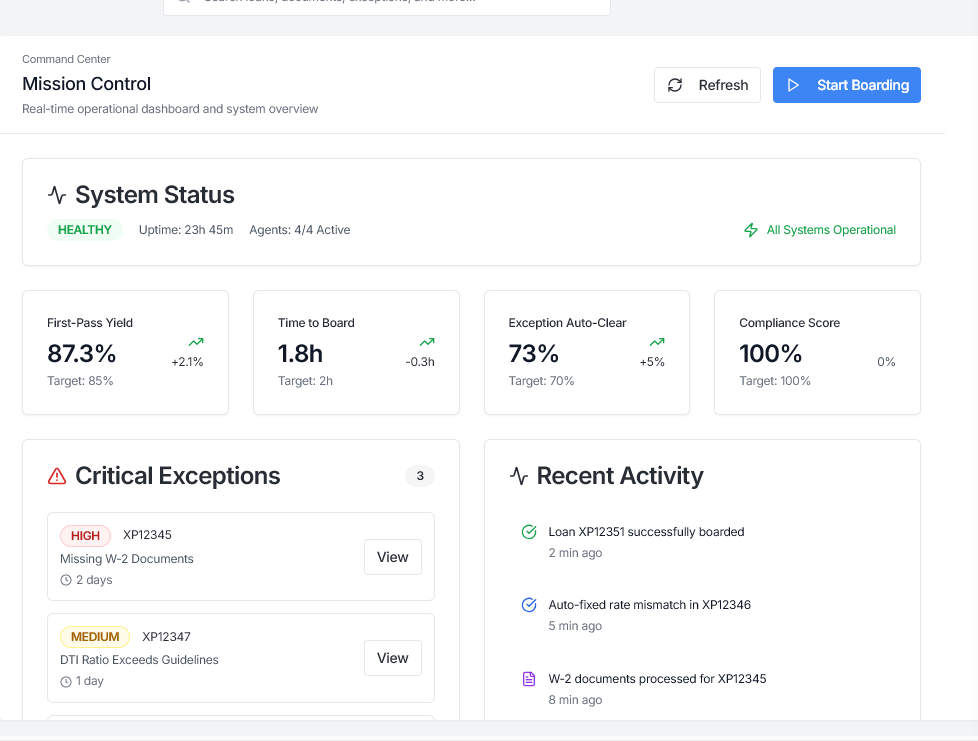 Command Center
Mission Control
Real-time operational dashboard and system overview
Refresh
Start Boarding
System Status
HEALTHY Uptime: 23h 45m Agents: 4/4 Active
All Systems Operational
First-Pass Yield
87.3%
+2.1%
Target: 85%
Time to Board
1.8h
-0.3h
Target: 2h
Exception Auto-Clear
73%
+5%
Target: 70%
Compliance Score
100%
0%
Target: 100%
Critical Exceptions
3
HIGH XP12345
Missing W-2 Documents
2 days
View
MEDIUM XP12347
DTI Ratio Exceeds Guidelines
1 day
View
Recent Activity
Loan XP12351 successfully boarded
2 min ago
Auto-fixed rate mismatch in XP12346
5 min ago
W-2 documents processed for XP12345
8 min ago